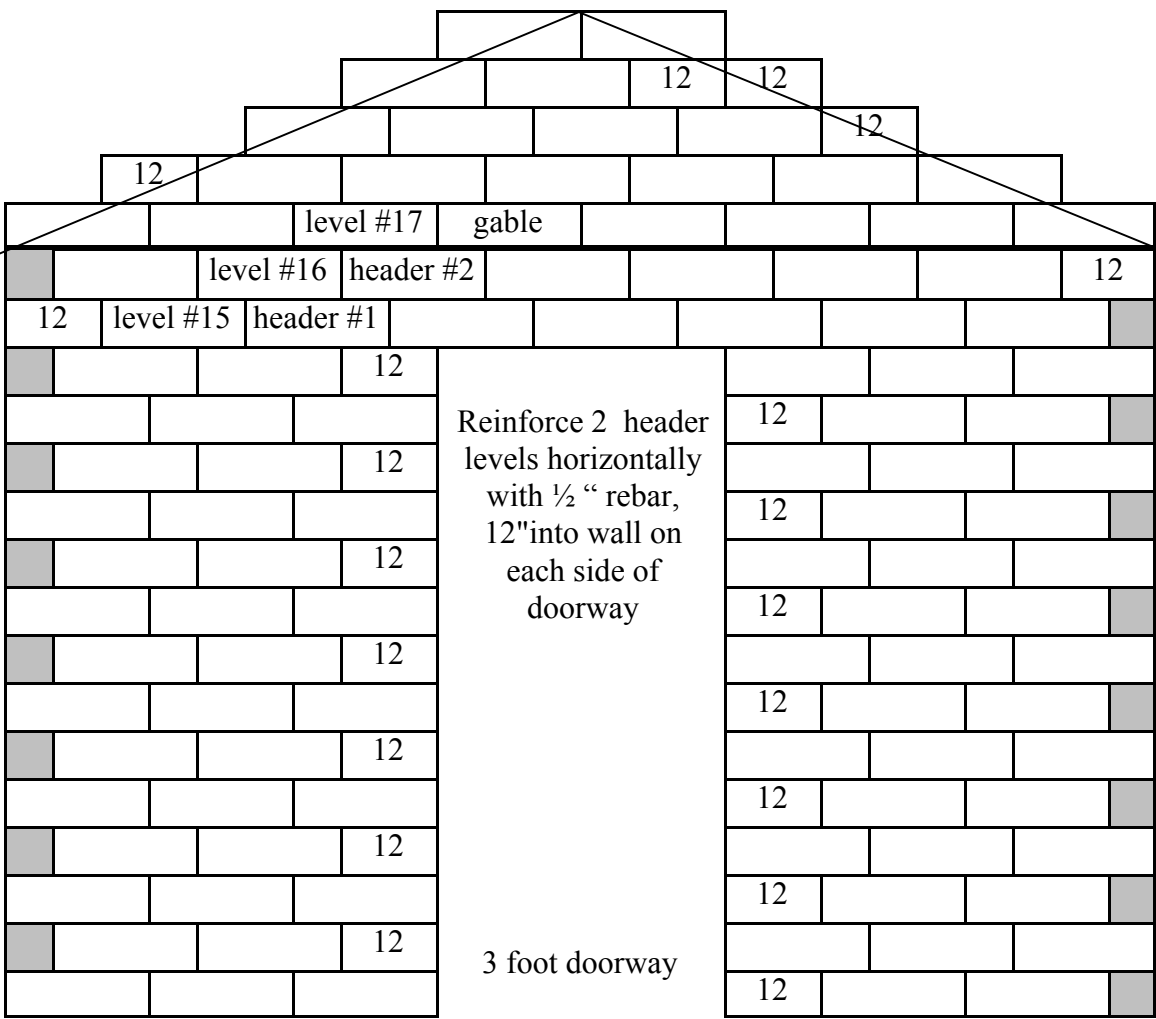 12 12
12
12
level #17 gable
level #16 header #2 12
12 level #15 header #1
12
Reinforce 2 header
levels horizontally
with ½ “ rebar,
12"into wall on
each side of
doorway
12
12
12
12
12
12
12
12
12
12
12
12
3 foot doorway
12